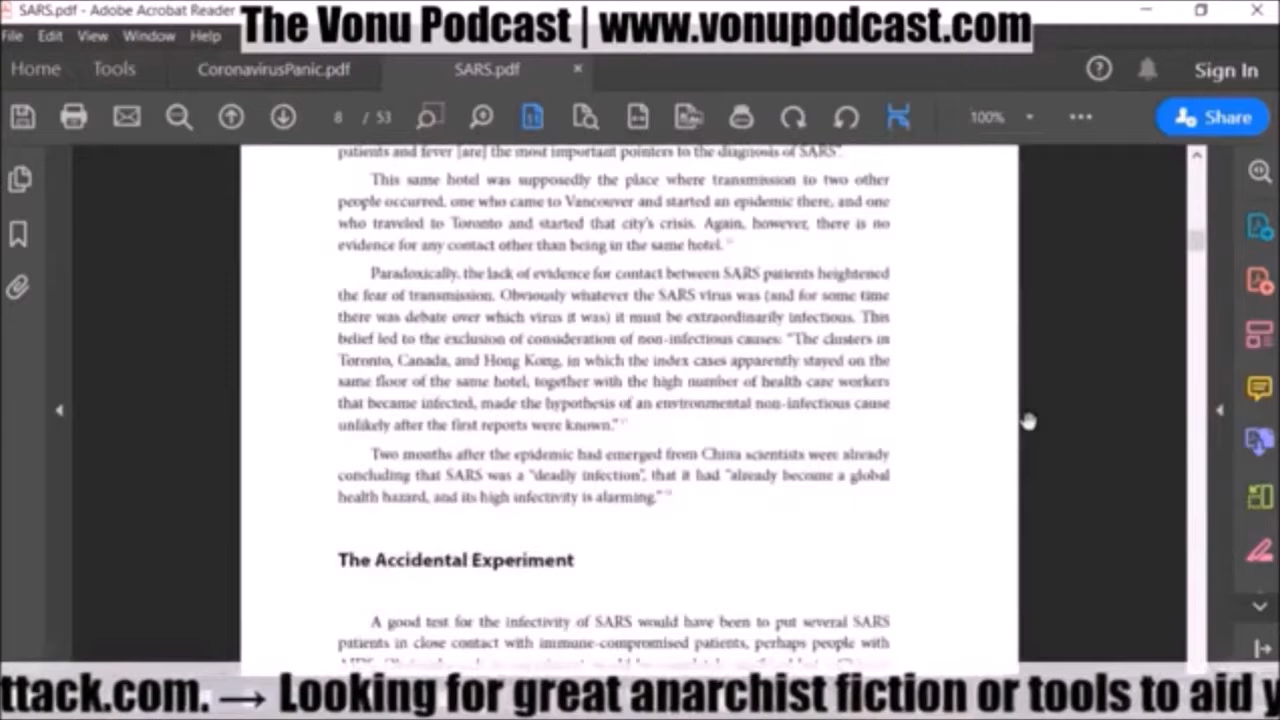 SARS.pdf - Adobe Acrobat Reader
The Vonu Podcast | www.vonupodcast.com
File Edit View Window Help
Home Tools CoronavirusPanic.pdf SARS.pdf × Sign In
8 / 53 100% Share
patients and fever [are] the most important pointers to the diagnosis of SARS".
This same hotel was supposedly the place where transmission to two other
people occurred, one who came to Vancouver and started an epidemic there, and one
who traveled to Toronto and started that city's crisis. Again, however, there is no
evidence for any contact other than being in the same hotel.
Paradoxically, the lack of evidence for contact between SARS patients heightened
the fear of transmission. Obviously whatever the SARS virus was (and for some time
there was debate over which virus it was) it must be extraordinarily infectious. This
belief led to the exclusion of consideration of non-infectious causes: "The clusters in
Toronto, Canada, and Hong Kong, in which the index cases apparently stayed on the
same floor of the same hotel, together with the high number of health care workers
that became infected, made the hypothesis of an environmental non-infectious cause
unlikely after the first reports were known."
Two months after the epidemic had emerged from China scientists were already
concluding that SARS was a "deadly infection", that it had "already become a global
health hazard, and its high infectivity is alarming."
The Accidental Experiment
A good test for the infectivity of SARS would have been to put several SARS
patients in close contact with immune-compromised patients, perhaps people with
ttack.com. → Looking for great anarchist fiction or tools to aid y